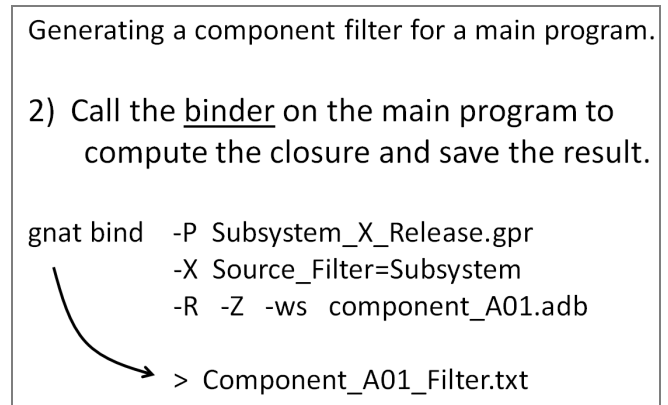 Generating a component filter for a main program.
2) Call the binder on the main program to
compute the closure and save the result.
gnat bind -P Subsystem_X_Release.gpr
-X Source_Filter=Subsystem
-R -Z -ws component_A01.adb
> Component_A01_Filter.txt